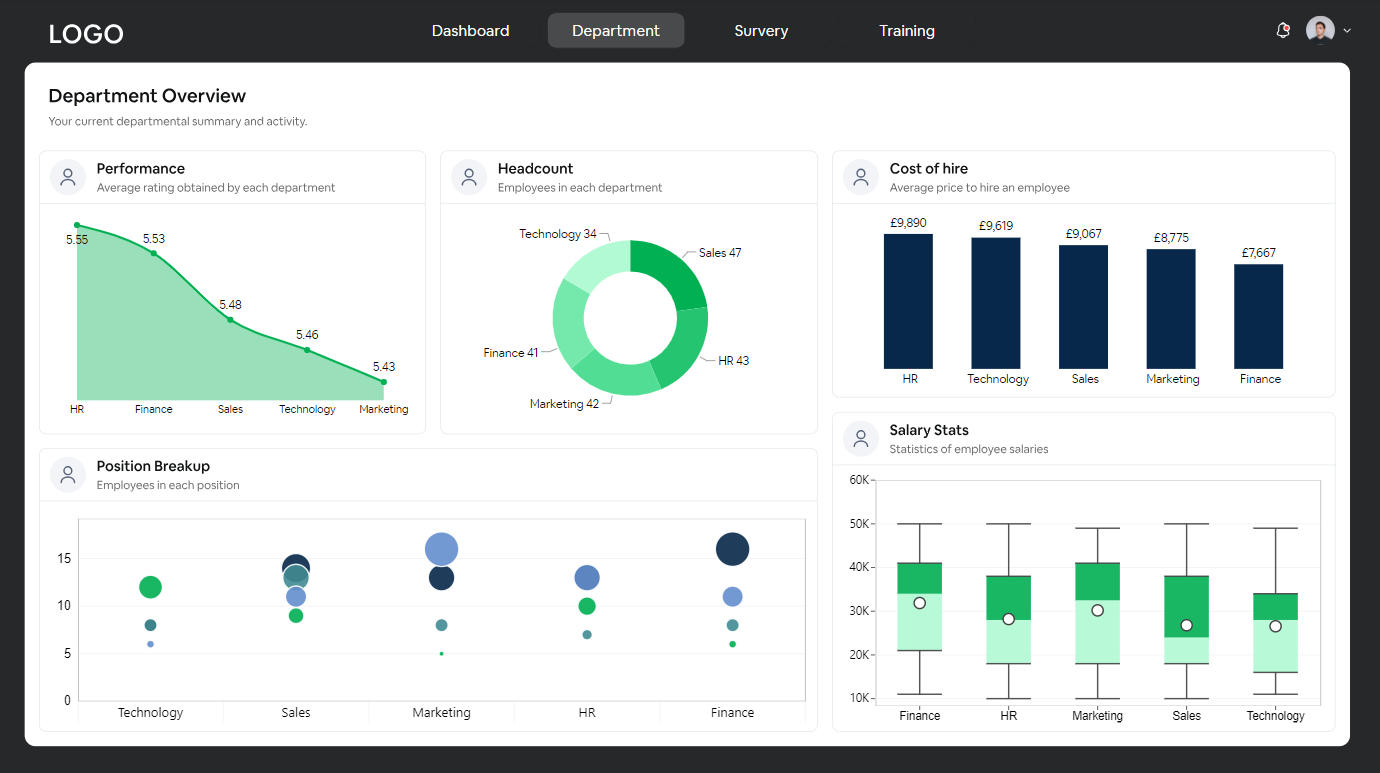 LOGO
Dashboard
Department
Survery
Training
Department Overview
Your current departmental summary and activity.
Performance
Average rating obtained by each department
5.55
5.53
5.48
5.46
5.43
HR
Finance
Sales
Technology
Marketing
Headcount
Employees in each department
Technology 34
Sales 47
Finance 41
HR 43
Marketing 42
Cost of hire
Average price to hire an employee
£9,890
£9,619
£9,067
£8,775
£7,667
HR
Technology
Sales
Marketing
Finance
Position Breakup
Employees in each position
15
10
5
0
Technology
Sales
Marketing
HR
Finance
Salary Stats
Statistics of employee salaries
60K
50K
40K
30K
20K
10K
Finance
HR
Marketing
Sales
Technology